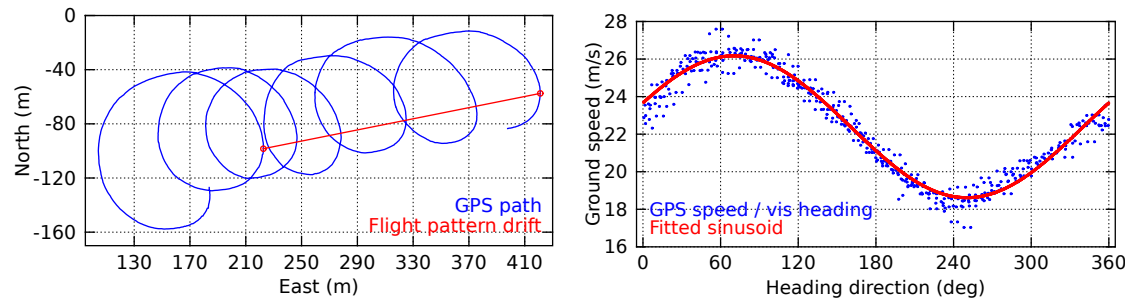 0
-40
-80
-120
-160
North (m)
130 170 210 250 290 330 370 410
East (m)
GPS path
Flight pattern drift
28
26
24
22
20
18
16
Ground speed (m/s)
0 60 120 180 240 300 360
Heading direction (deg)
GPS speed / vis heading
Fitted sinusoid